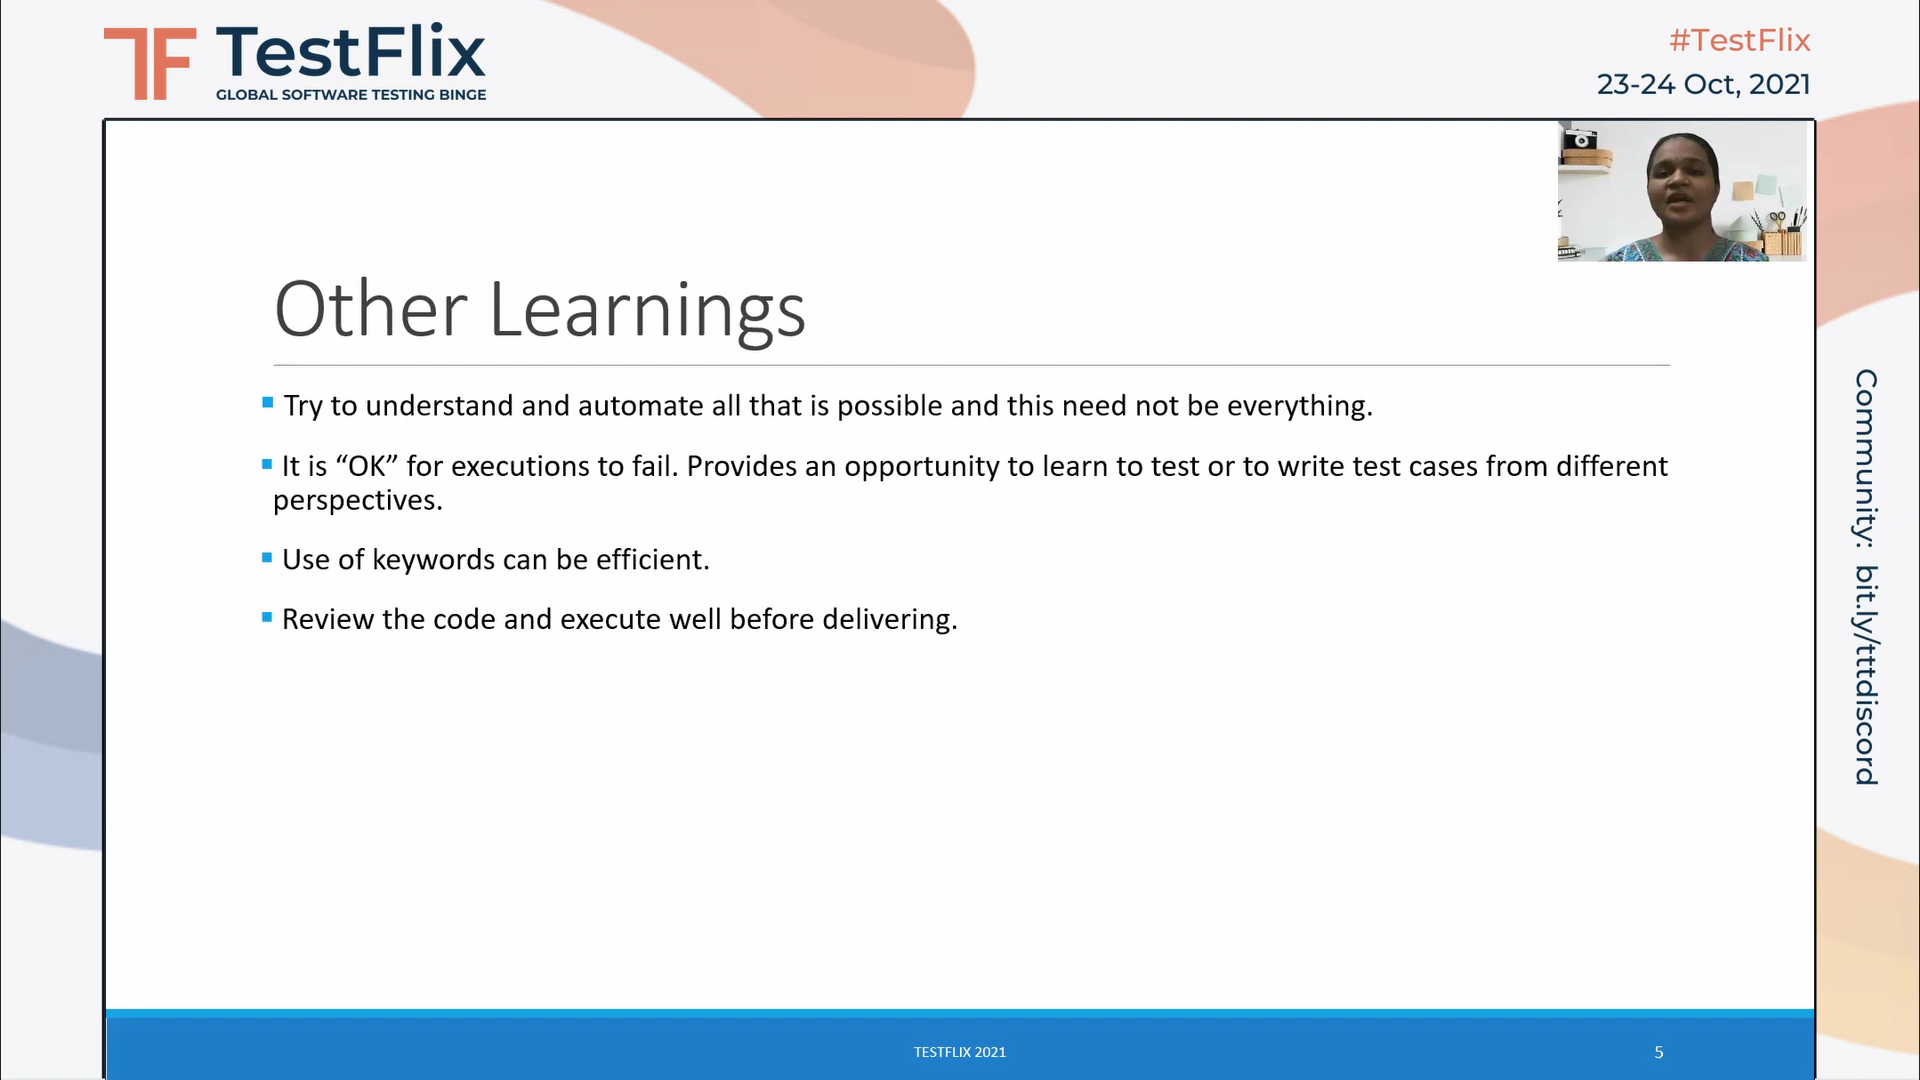 TF TestFlix
GLOBAL SOFTWARE TESTING BINGE
#TestFlix
23-24 Oct, 2021
Other Learnings
Try to understand and automate all that is possible and this need not be everything.
It is “OK” for executions to fail. Provides an opportunity to learn to test or to write test cases from different
perspectives.
Use of keywords can be efficient.
Review the code and execute well before delivering.
Community: bit.ly/tttdiscord
TESTFLIX 2021
5